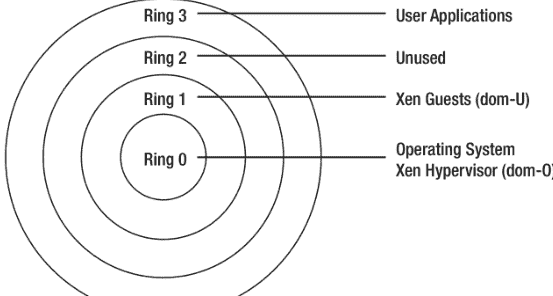 Ring 3 User Applications
Ring 2 Unused
Ring 1 Xen Guests (dom-U)
Operating System
Ring 0 Xen Hypervisor (dom-O)